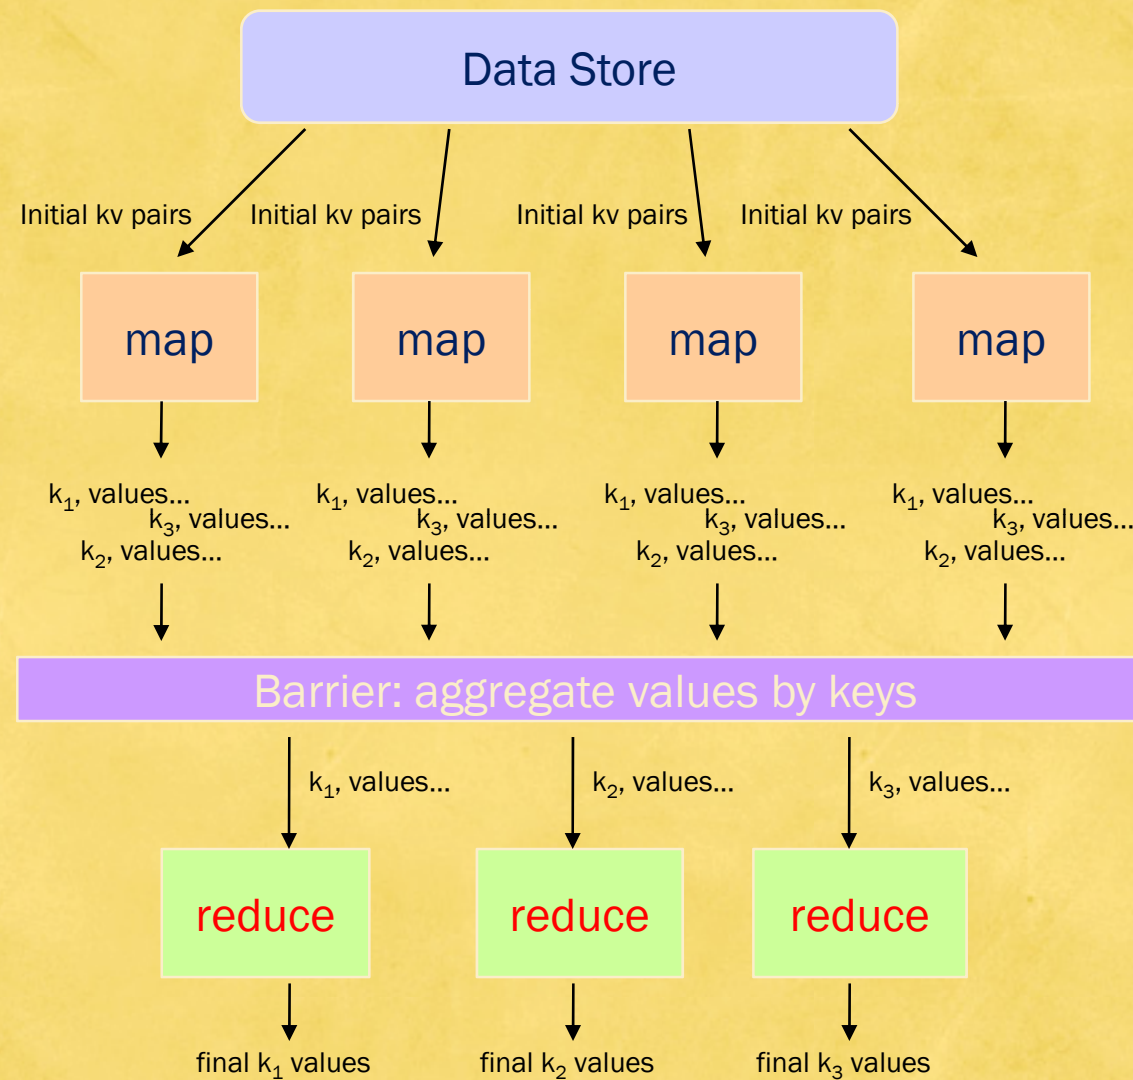 Data Store
Initial kv pairs
Initial kv pairs
Initial kv pairs
Initial kv pairs
map
map
map
map
k₁, values...
k₃, values...
k₂, values...
k₁, values...
k₃, values...
k₂, values...
k₁, values...
k₃, values...
k₂, values...
k₁, values...
k₃, values...
k₂, values...
Barrier: aggregate values by keys
k₁, values...
k₂, values...
k₃, values...
reduce
reduce
reduce
final k₁ values
final k₂ values
final k₃ values